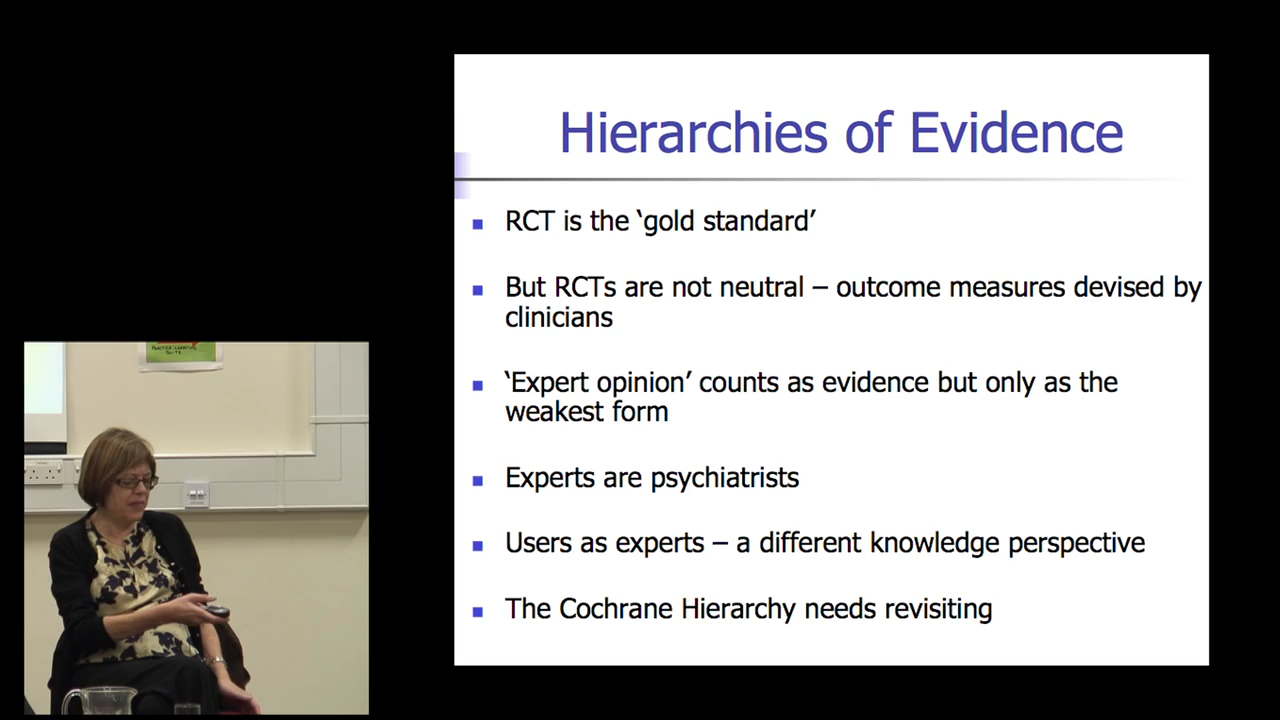 Hierarchies of Evidence
RCT is the ‘gold standard’
But RCTs are not neutral – outcome measures devised by
clinicians
‘Expert opinion’ counts as evidence but only as the
weakest form
Experts are psychiatrists
Users as experts – a different knowledge perspective
The Cochrane Hierarchy needs revisiting